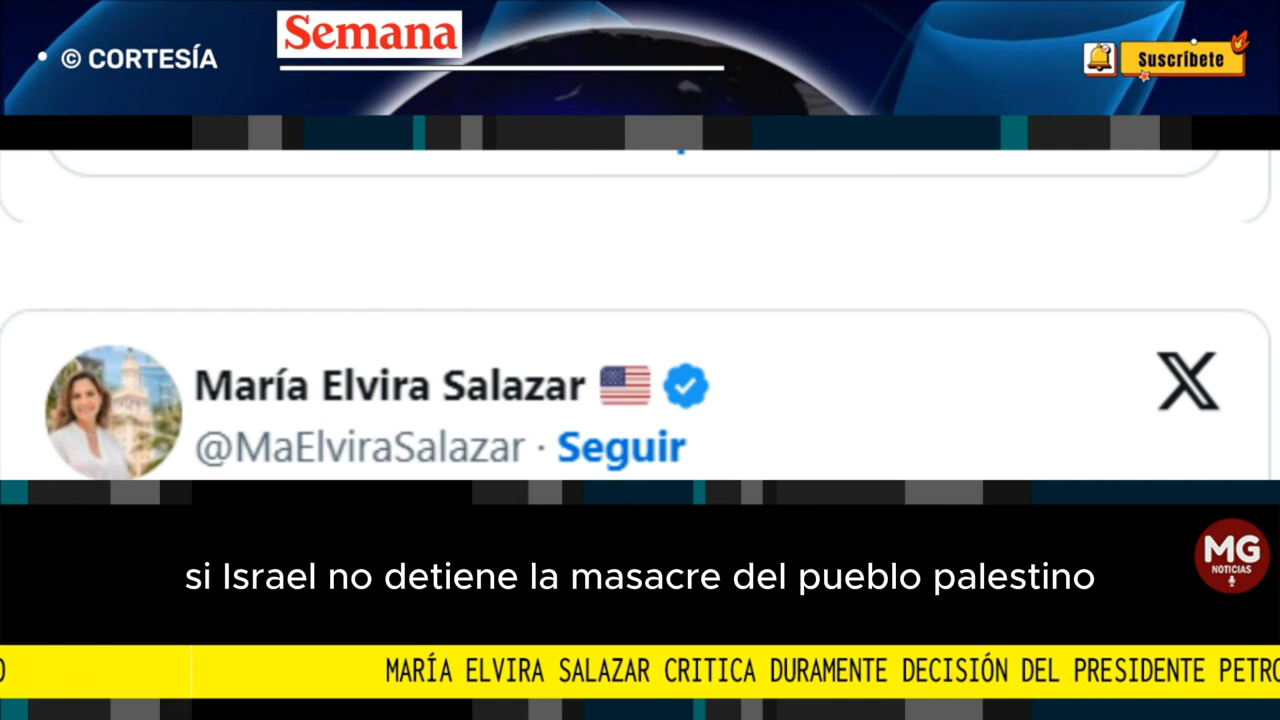 • © CORTESÍA
Semana
Suscríbete
María Elvira Salazar
@MaElviraSalazar · Seguir
si Israel no detiene la masacre del pueblo palestino
MG
NOTICIAS
MARÍA ELVIRA SALAZAR CRITICA DURAMENTE DECISIÓN DEL PRESIDENTE PETRO